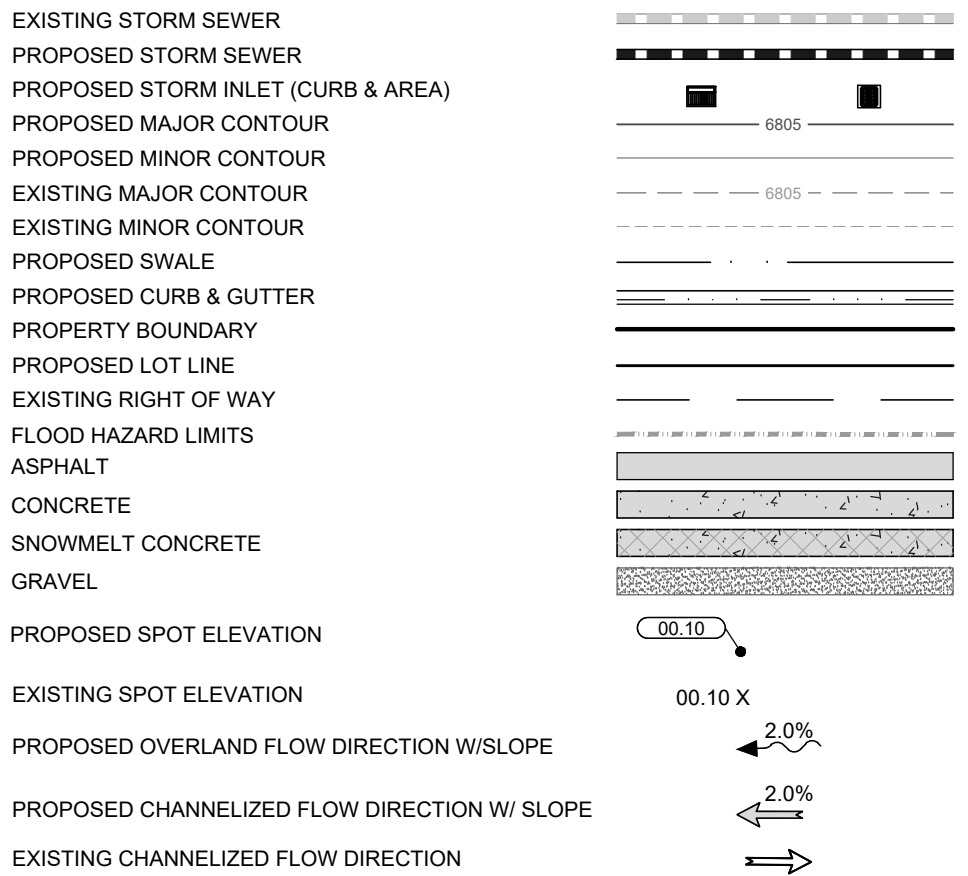 EXISTING STORM SEWER
PROPOSED STORM SEWER
PROPOSED STORM INLET (CURB & AREA)
PROPOSED MAJOR CONTOUR 6805
PROPOSED MINOR CONTOUR
EXISTING MAJOR CONTOUR 6805
EXISTING MINOR CONTOUR
PROPOSED SWALE
PROPOSED CURB & GUTTER
PROPERTY BOUNDARY
PROPOSED LOT LINE
EXISTING RIGHT OF WAY
FLOOD HAZARD LIMITS
ASPHALT
CONCRETE
SNOWMELT CONCRETE
GRAVEL
PROPOSED SPOT ELEVATION 00.10
EXISTING SPOT ELEVATION 00.10 X
PROPOSED OVERLAND FLOW DIRECTION W/SLOPE 2.0%
PROPOSED CHANNELIZED FLOW DIRECTION W/ SLOPE 2.0%
EXISTING CHANNELIZED FLOW DIRECTION